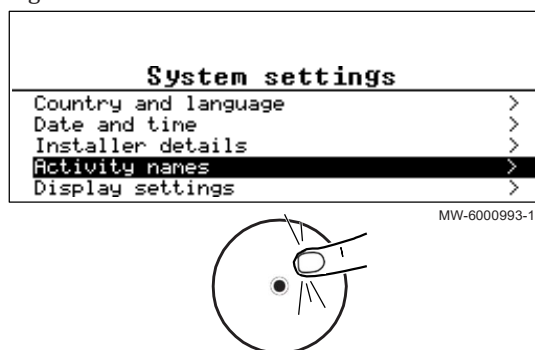 System settings
Country and language >
Date and time >
Installer details >
Activity names >
Display settings >
MW-6000993-1